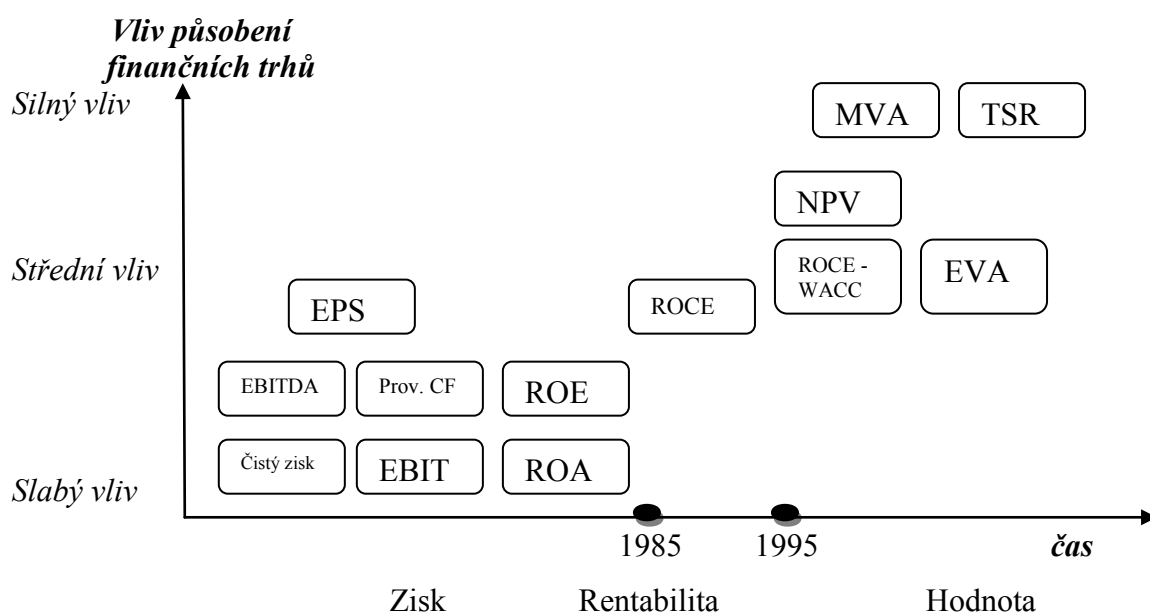 Vliv působení
finančních trhů
Silný vliv
MVA
TSR
NPV
Střední vliv
ROCE -
WACC
EVA
EPS
ROCE
EBITDA
Prov. CF
ROE
Čistý zisk
EBIT
ROA
Slabý vliv
1985
1995
čas
Zisk
Rentabilita
Hodnota